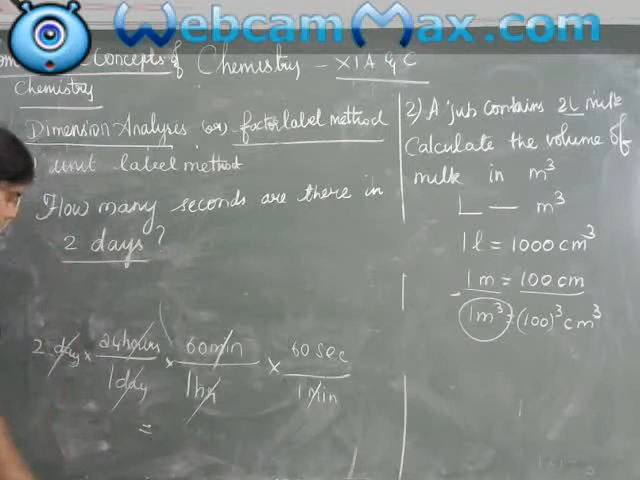 WebcamMax.com
Concepts of Chemistry - XI A & C
Chemistry
Dimension Analysis (or) factor label method
unit label method
How many seconds are there in
2 days?
2 day × 24 hours / 1 day × 60 min / 1 hr × 60 sec / 1 min
=
2) A jub contains 2L milk
Calculate the volume of
milk in m³
L — m³
1 l = 1000 cm³
1 m = 100 cm
1 m³ = (100)³ cm³